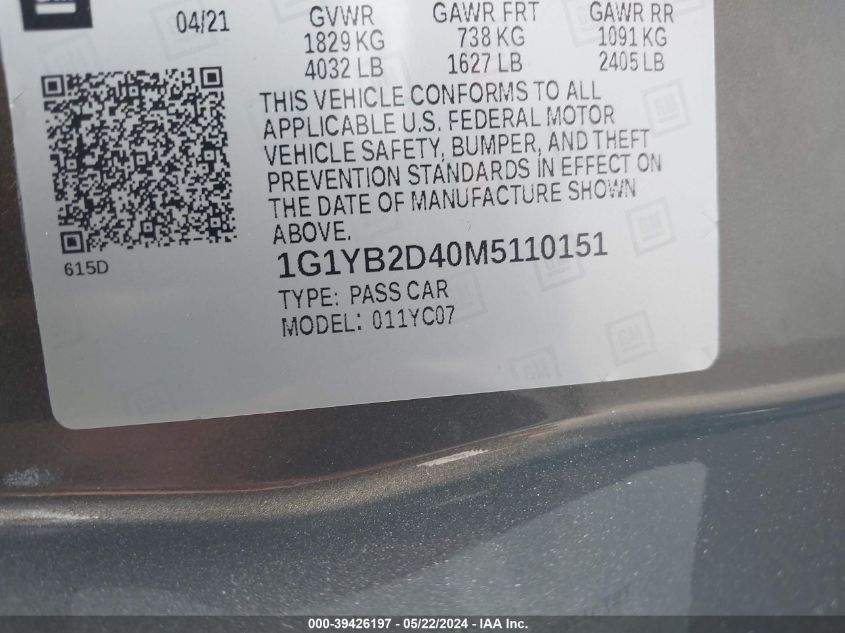 04/21 GVWR GAWR FRT GAWR RR
1829 KG 738 KG 1091 KG
4032 LB 1627 LB 2405 LB
THIS VEHICLE CONFORMS TO ALL
APPLICABLE U.S. FEDERAL MOTOR
VEHICLE SAFETY, BUMPER, AND THEFT
PREVENTION STANDARDS IN EFFECT ON
THE DATE OF MANUFACTURE SHOWN
ABOVE.
615D
1G1YB2D40M5110151
TYPE: PASS CAR
MODEL: 011YC07
000-39426197 - 05/22/2024 - IAA Inc.